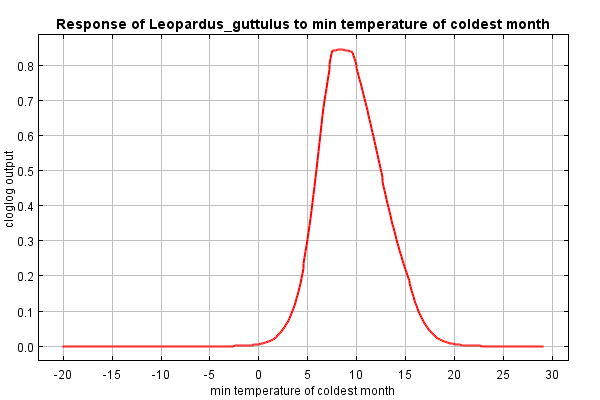 Response of Leopardus_guttulus to min temperature of coldest month
cloglog output
0.8
0.7
0.6
0.5
0.4
0.3
0.2
0.1
0.0
-20 -15 -10 -5 0 5 10 15 20 25 30
min temperature of coldest month